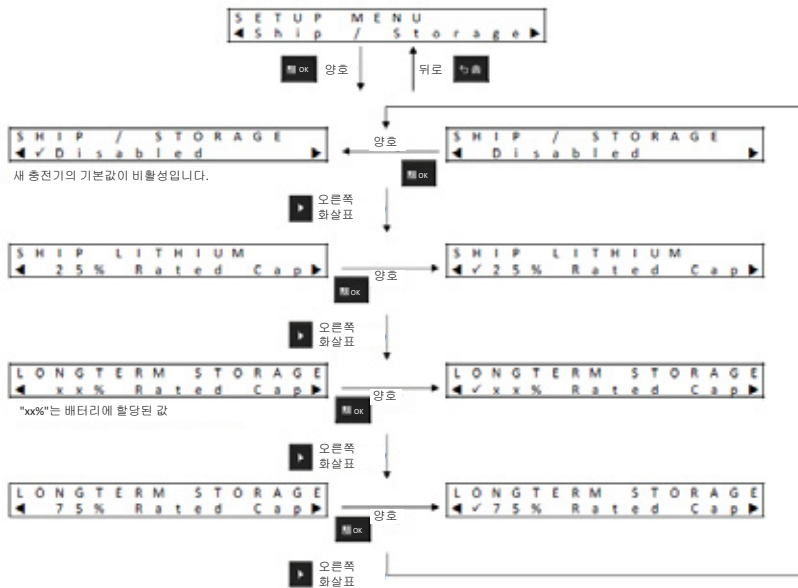 SETUP MENU
◀Ship / Storage▶
OK 양호
뒤로
SHIP / STORAGE
◀✓Disabled ▶
새 충전기의 기본값이 비활성입니다.
양호
OK
SHIP / STORAGE
◀ Disabled ▶
오른쪽
화살표
SHIP LITHIUM
◀ 25% Rated Cap▶
양호
OK
SHIP LITHIUM
◀✓25% Rated Cap▶
오른쪽
화살표
LONGTERM STORAGE
◀ xx% Rated Cap▶
"xx%"는 배터리에 할당된 값
양호
OK
LONGTERM STORAGE
◀✓xx% Rated Cap▶
오른쪽
화살표
LONGTERM STORAGE
◀ 75% Rated Cap▶
양호
OK
LONGTERM STORAGE
◀✓75% Rated Cap▶
오른쪽
화살표